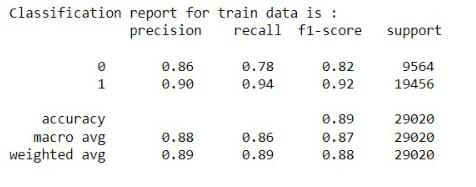 Classification report for train data is :
precision recall f1-score support
0 0.86 0.78 0.82 9564
1 0.90 0.94 0.92 19456
accuracy 0.89 29020
macro avg 0.88 0.86 0.87 29020
weighted avg 0.89 0.89 0.88 29020